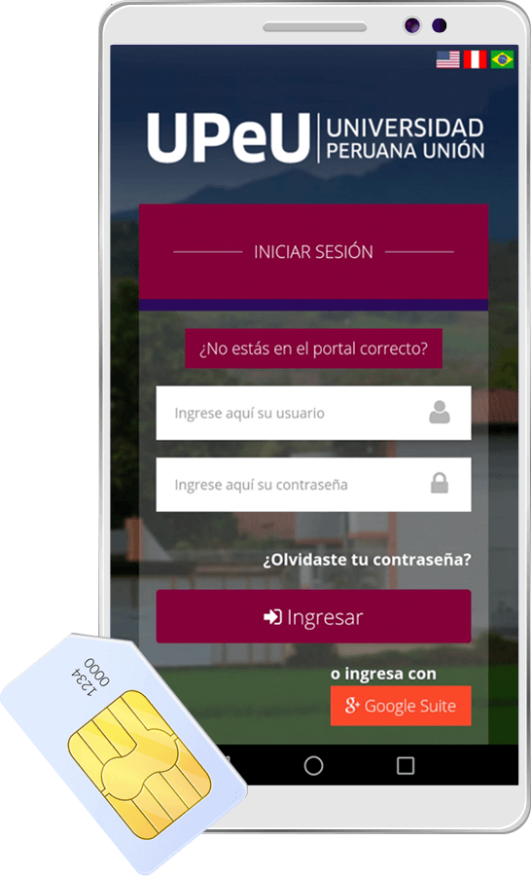 UPeU
UNIVERSIDAD
PERUANA UNIÓN
INICIAR SESIÓN
¿No estás en el portal correcto?
Ingrese aquí su usuario
Ingrese aquí su contraseña
¿Olvidaste tu contraseña?
Ingresar
o ingresa con
g+ Google Suite
1234
0000